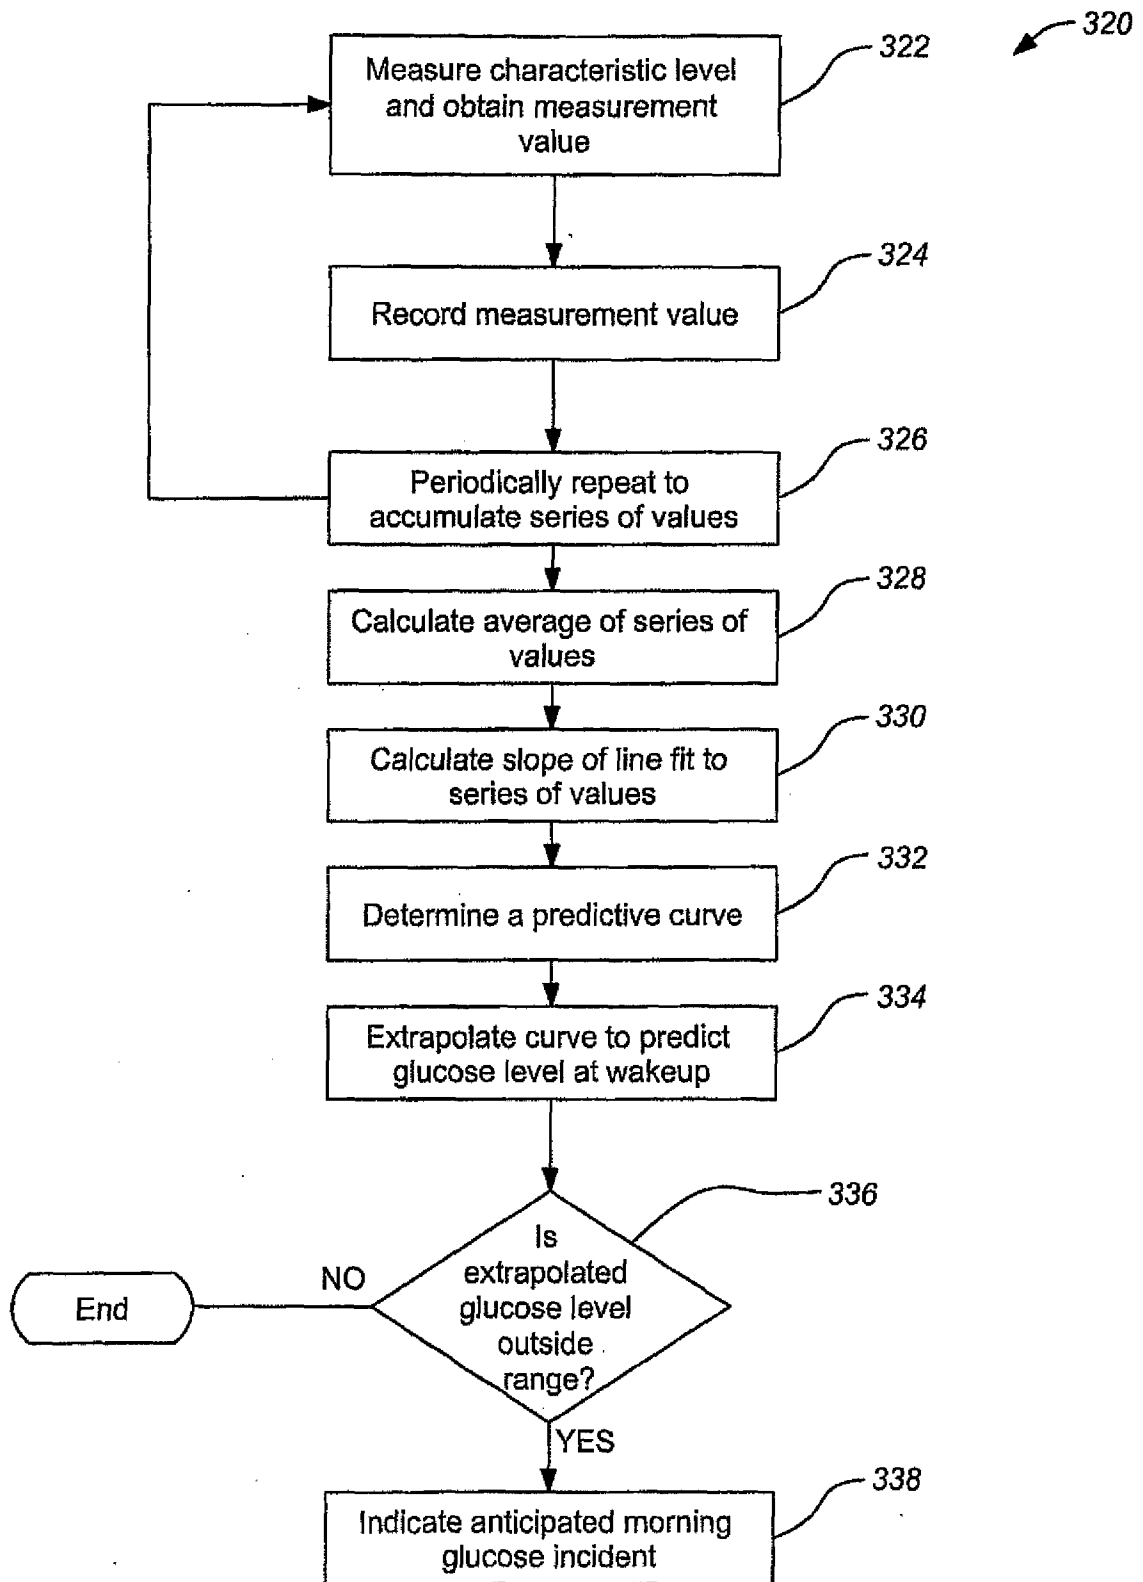 320
322
Measure characteristic level
and obtain measurement
value
324
Record measurement value
326
Periodically repeat to
accumulate series of values
328
Calculate average of series of
values
330
Calculate slope of line fit to
series of values
332
Determine a predictive curve
334
Extrapolate curve to predict
glucose level at wakeup
336
Is
extrapolated
glucose level
outside
range?
NO
End
YES
338
Indicate anticipated morning
glucose incident